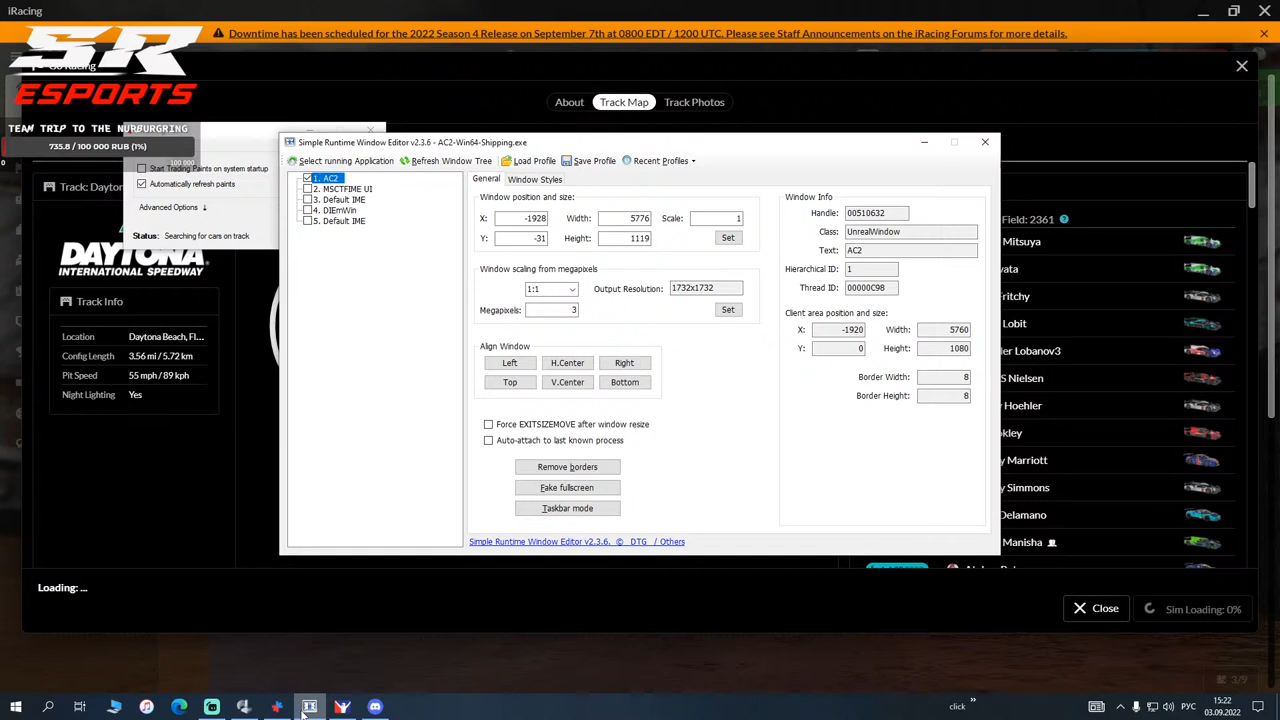 iRacing
Downtime has been scheduled for the 2022 Season 4 Release on September 7th at 0800 EDT / 1200 UTC. Please see Staff Announcements on the iRacing Forums for more details.
SR
ESPORTS
Go Racing
About
Track Map
Track Photos
TEAM TRIP TO THE NURBURGRING
735.8 / 100 000 RUB (1%)
0
100 000
Start Trading Paints on system startup
Automatically refresh paints
Advanced Options ↓
Status: Searching for cars on track
Track: Dayton
DAYTONA
INTERNATIONAL SPEEDWAY
Track Info
Location Daytona Beach, Fl...
Config Length 3.56 mi / 5.72 km
Pit Speed 55 mph / 89 kph
Night Lighting Yes
Simple Runtime Window Editor v2.3.6 - AC2-Win64-Shipping.exe
Select running Application
Refresh Window Tree
Load Profile
Save Profile
Recent Profiles
1. AC2
2. MSCTFIME UI
3. Default IME
4. DIEmWin
5. Default IME
General
Window Styles
Window position and size:
X: -1928 Width: 5776 Scale: 1
Y: -31 Height: 1119 Set
Window scaling from megapixels
1:1 Output Resolution: 1732x1732
Megapixels: 3 Set
Align Window
Left H.Center Right
Top V.Center Bottom
Force EXITSIZEMOVE after window resize
Auto-attach to last known process
Remove borders
Fake fullscreen
Taskbar mode
Simple Runtime Window Editor v2.3.6. © DTG / Others
Window Info
Handle: 00510632
Class: UnrealWindow
Text: AC2
Hierarchical ID: 1
Thread ID: 00000C98
Client area position and size:
X: -1920 Width: 5760
Y: 0 Height: 1080
Border Width: 8
Border Height: 8
Field: 2361
Mitsuya
wata
Fritchy
Lobit
er Lobanov3
S Nielsen
Hoehler
okley
y Marriott
y Simmons
Delamano
Manisha
Loading: ...
Close
Sim Loading: 0%
3/9
click
РУС
15:22
03.09.2022